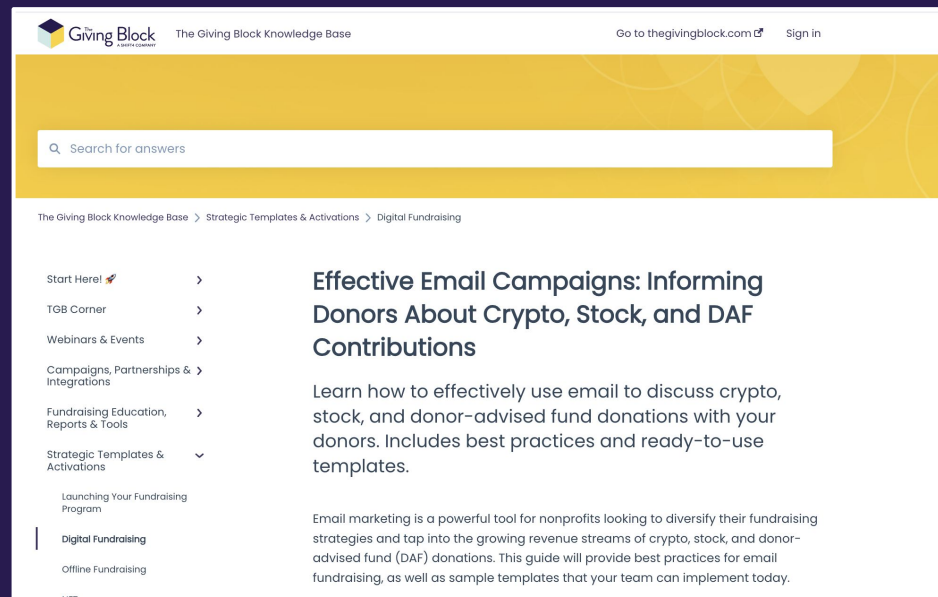 The Giving Block
A SHIFT4 COMPANY
The Giving Block Knowledge Base
Go to thegivingblock.com
Sign in
Search for answers
The Giving Block Knowledge Base > Strategic Templates & Activations > Digital Fundraising
Start Here! 🚀
TGB Corner
Webinars & Events
Campaigns, Partnerships &
Integrations
Fundraising Education,
Reports & Tools
Strategic Templates &
Activations
Launching Your Fundraising
Program
Digital Fundraising
Offline Fundraising
Effective Email Campaigns: Informing
Donors About Crypto, Stock, and DAF
Contributions
Learn how to effectively use email to discuss crypto,
stock, and donor-advised fund donations with your
donors. Includes best practices and ready-to-use
templates.
Email marketing is a powerful tool for nonprofits looking to diversify their fundraising
strategies and tap into the growing revenue streams of crypto, stock, and donor-
advised fund (DAF) donations. This guide will provide best practices for email
fundraising, as well as sample templates that your team can implement today.